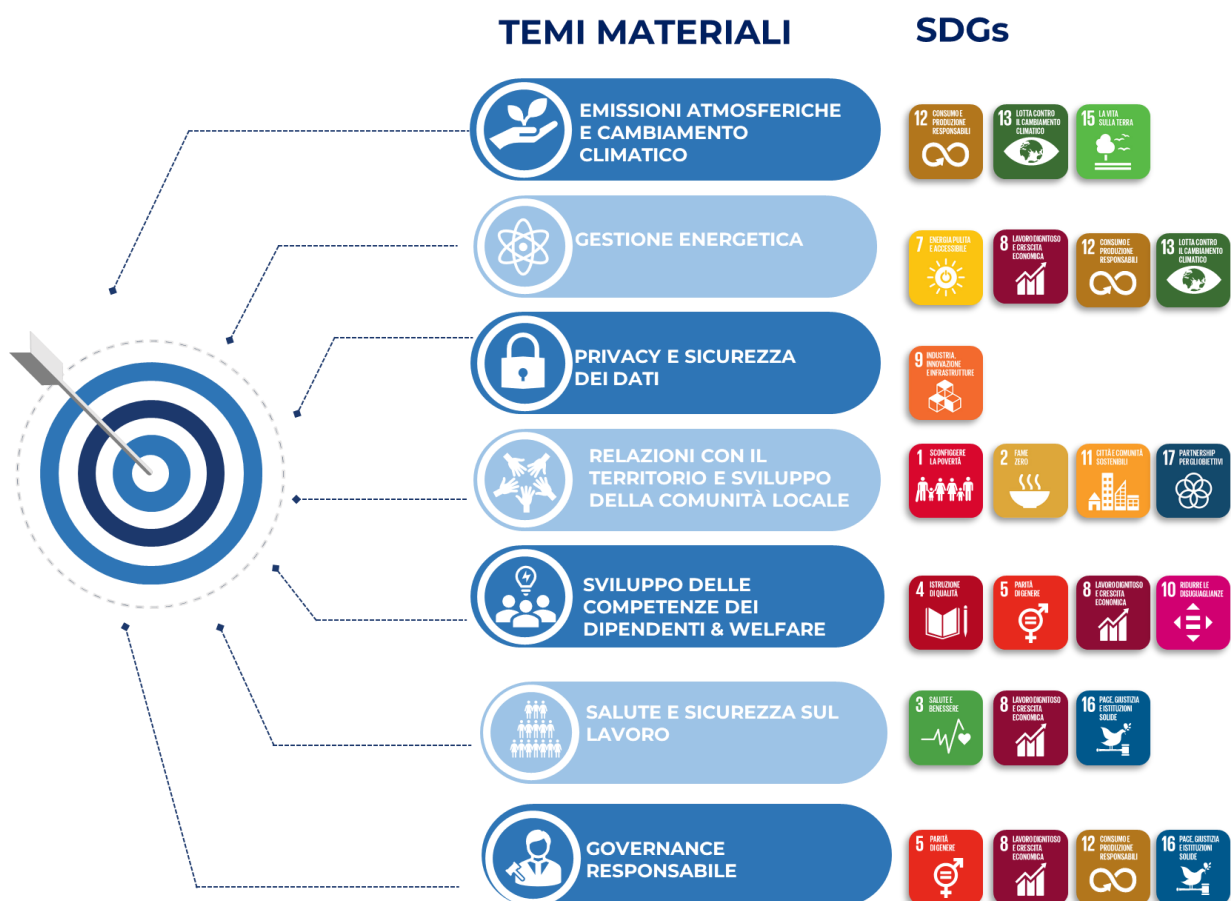 TEMI MATERIALI
SDGs
EMISSIONI ATMOSFERICHE
E CAMBIAMENTO
CLIMATICO
12 CONSUMO E
PRODUZIONE
RESPONSABILI
13 LOTTA CONTRO
IL CAMBIAMENTO
CLIMATICO
15 LA VITA
SULLA TERRA
GESTIONE ENERGETICA
7 ENERGIA PULITA
E ACCESSIBILE
8 LAVORO DIGNITOSO
E CRESCITA
ECONOMICA
12 CONSUMO E
PRODUZIONE
RESPONSABILI
13 LOTTA CONTRO
IL CAMBIAMENTO
CLIMATICO
PRIVACY E SICUREZZA
DEI DATI
9 INDUSTRIA,
INNOVAZIONE
E INFRASTRUTTURE
RELAZIONI CON IL
TERRITORIO E SVILUPPO
DELLA COMUNITÀ LOCALE
1 SCONFIGGERE
LA POVERTÀ
2 FAME
ZERO
11 CITTÀ E COMUNITÀ
SOSTENIBILI
17 PARTNERSHIP
PER GLI OBIETTIVI
SVILUPPO DELLE
COMPETENZE DEI
DIPENDENTI & WELFARE
4 ISTRUZIONE
DI QUALITÀ
5 PARITÀ
DI GENERE
8 LAVORO DIGNITOSO
E CRESCITA
ECONOMICA
10 RIDURRE LE
DISUGUAGLIANZE
SALUTE E SICUREZZA SUL
LAVORO
3 SALUTE E
BENESSERE
8 LAVORO DIGNITOSO
E CRESCITA
ECONOMICA
16 PACE, GIUSTIZIA
E ISTITUZIONI
SOLIDE
GOVERNANCE
RESPONSABILE
5 PARITÀ
DI GENERE
8 LAVORO DIGNITOSO
E CRESCITA
ECONOMICA
12 CONSUMO E
PRODUZIONE
RESPONSABILI
16 PACE, GIUSTIZIA
E ISTITUZIONI
SOLIDE